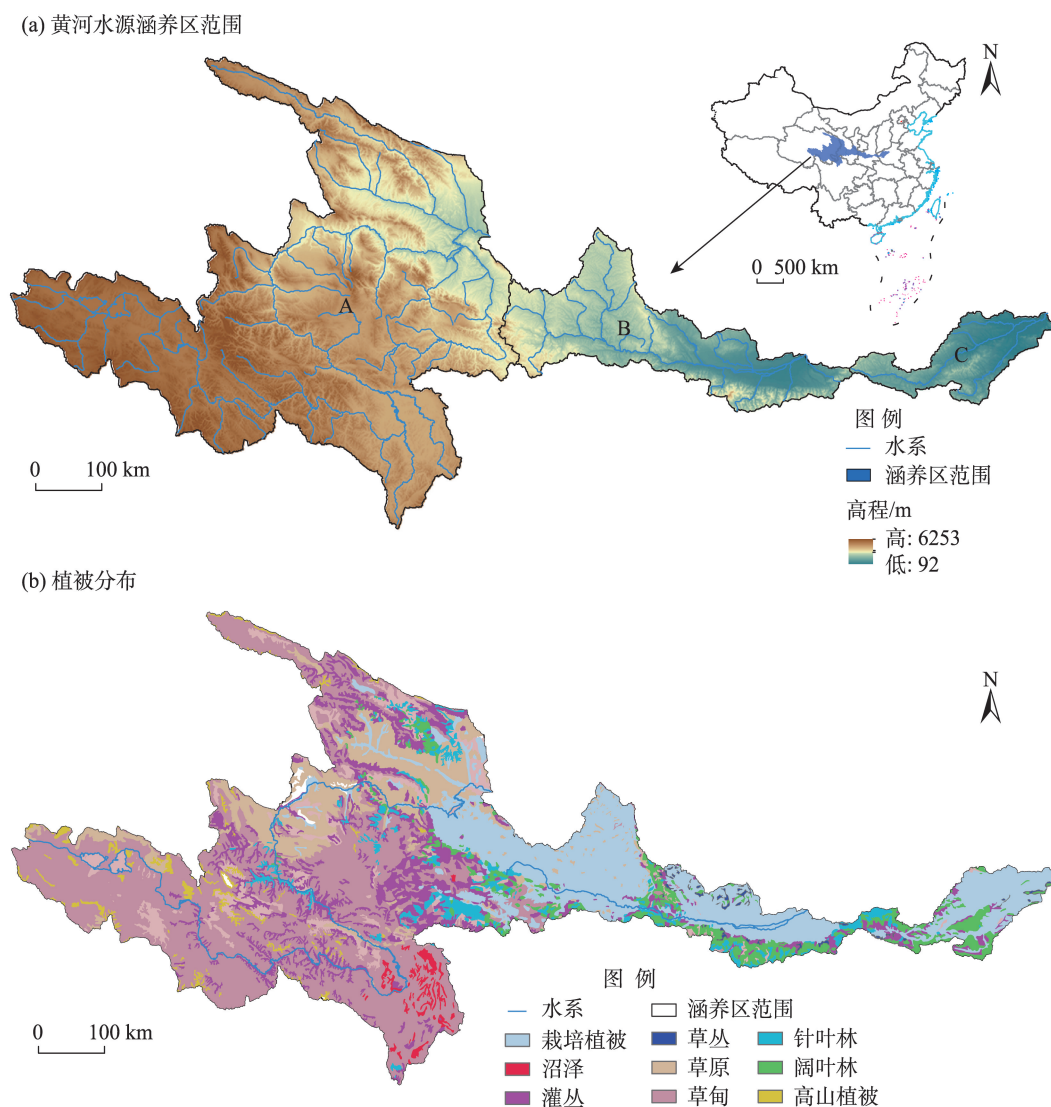 (a) 黄河水源涵养区范围
N
0 500 km
A
B
C
图 例
水系
涵养区范围
高程/m
高: 6253
低: 92
0 100 km
(b) 植被分布
N
图 例
水系 涵养区范围
栽培植被 草丛 针叶林
沼泽 草原 阔叶林
灌丛 草甸 高山植被
0 100 km